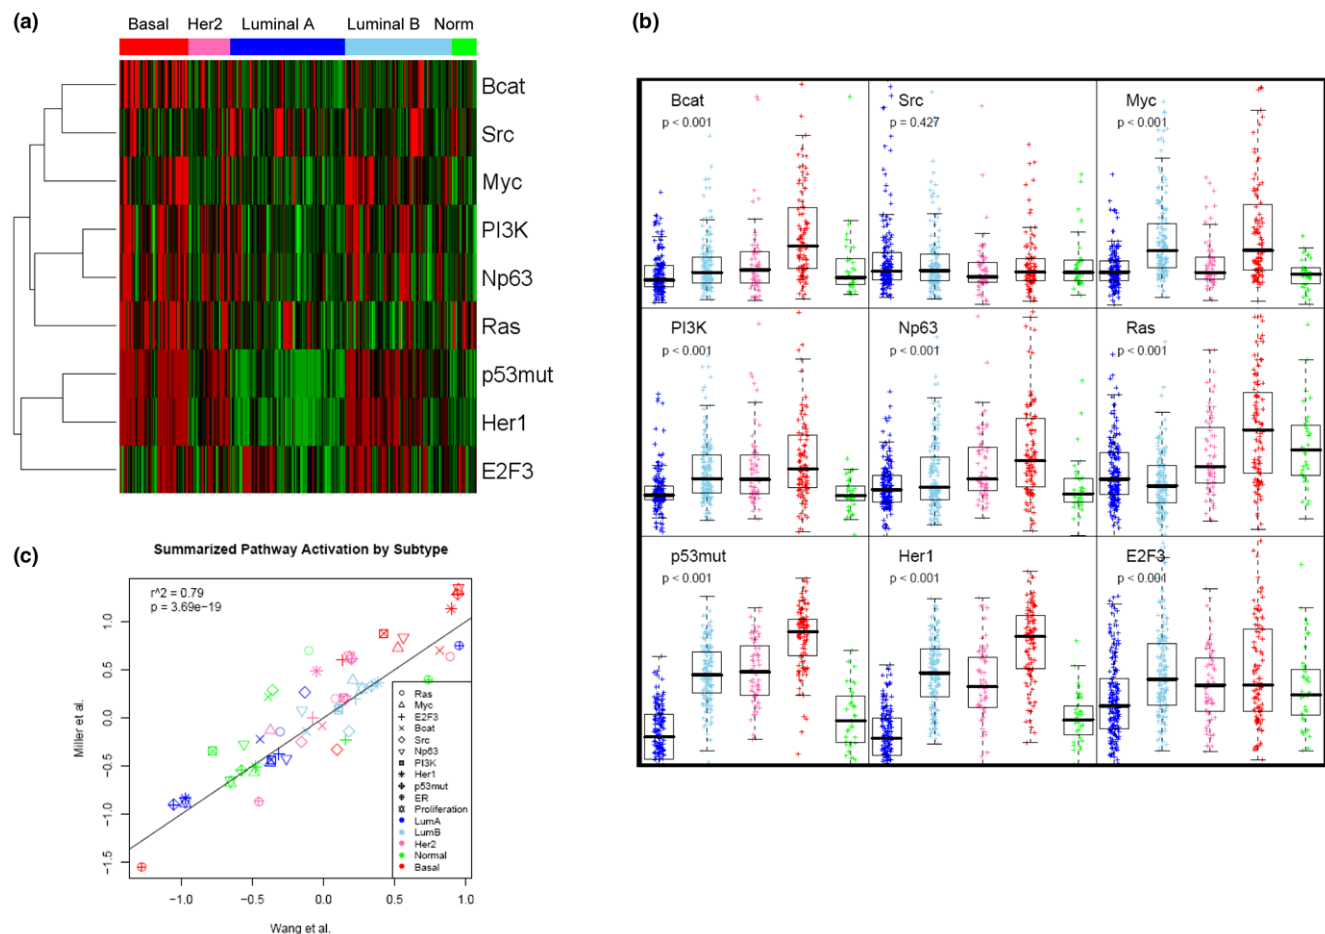 (a)
Basal Her2 Luminal A Luminal B Norm
Bcat
Src
Myc
PI3K
Np63
Ras
p53mut
Her1
E2F3
(b)
Bcat
p < 0.001
Src
p = 0.427
Myc
p < 0.001
PI3K
p < 0.001
Np63
p < 0.001
Ras
p < 0.001
p53mut
p < 0.001
Her1
p < 0.001
E2F3
p < 0.001
(c)
Summarized Pathway Activation by Subtype
r^2 = 0.79
p = 3.69e−19
Miller et al.
1.0
0.5
0.0
−0.5
−1.0
−1.5
Ras
Myc
E2F3
Bcat
Src
Np63
PI3K
Her1
p53mut
ER
Proliferation
LumA
LumB
Her2
Normal
Basal
−1.0 −0.5 0.0 0.5 1.0
Wang et al.